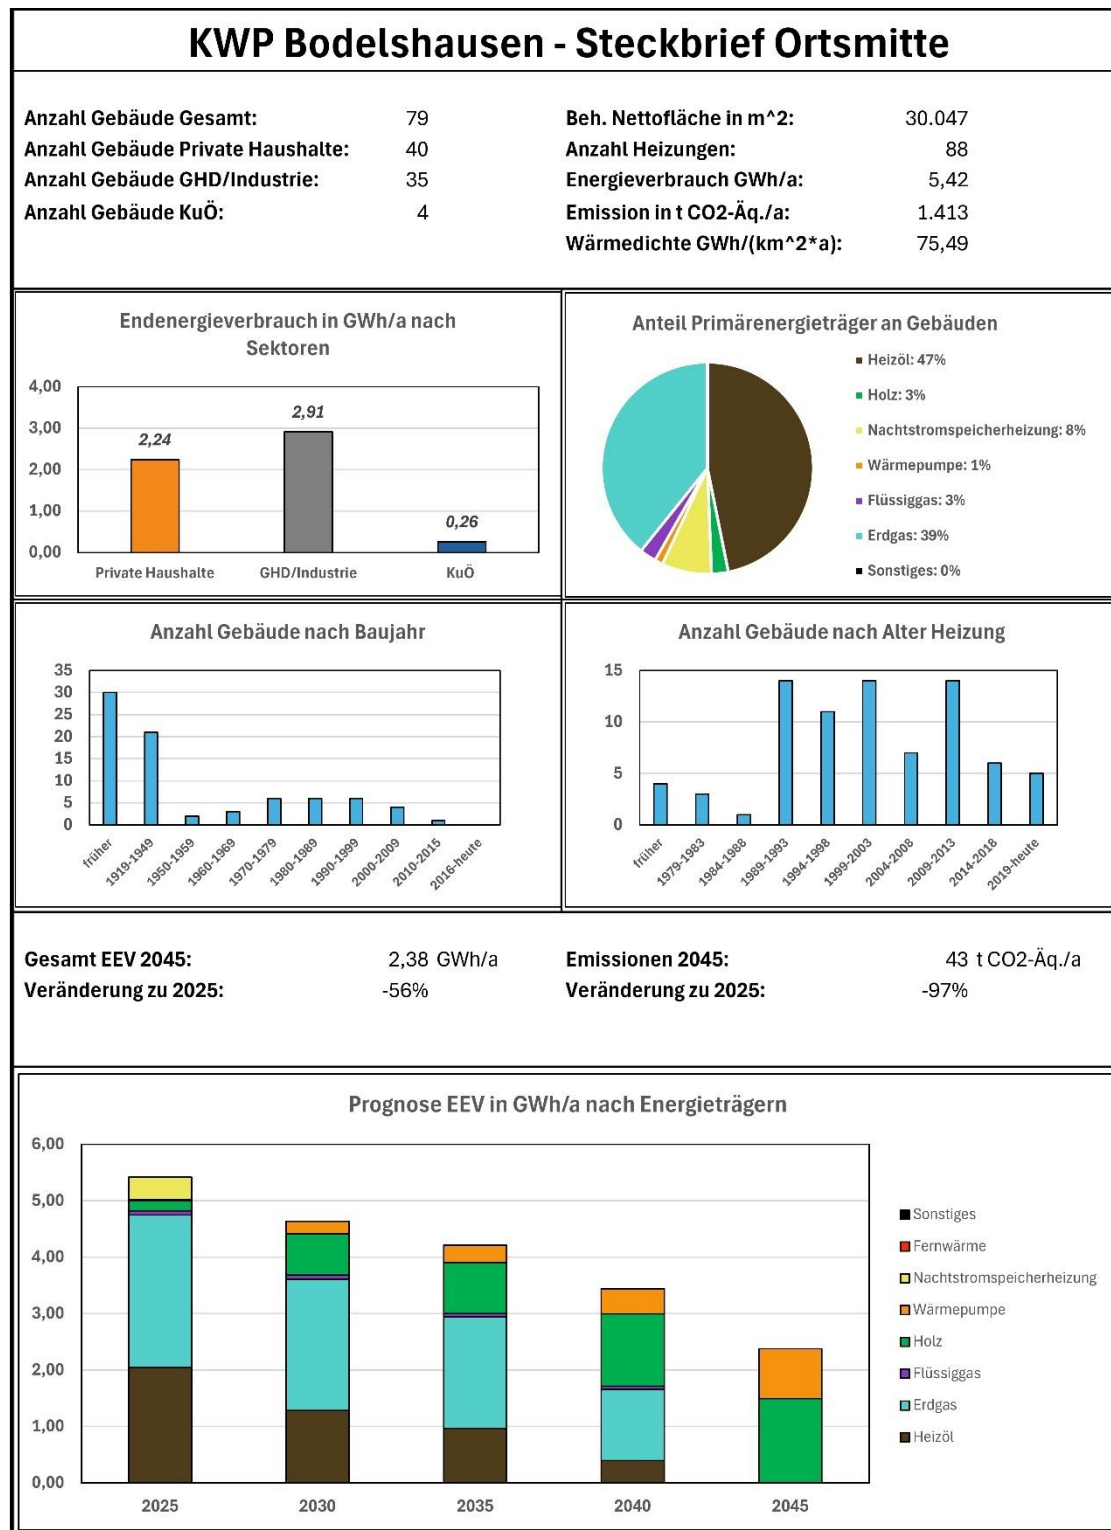 KWP Bodelshausen - Steckbrief Ortsmitte
Anzahl Gebäude Gesamt: 79
Anzahl Gebäude Private Haushalte: 40
Anzahl Gebäude GHD/Industrie: 35
Anzahl Gebäude KuÖ: 4
Beh. Nettofläche in m^2: 30.047
Anzahl Heizungen: 88
Energieverbrauch GWh/a: 5,42
Emission in t CO2-Äq./a: 1.413
Wärmedichte GWh/(km^2*a): 75,49
Endenergieverbrauch in GWh/a nach
Sektoren
4,00
3,00
2,00
1,00
0,00
2,24
2,91
0,26
Private Haushalte
GHD/Industrie
KuÖ
Anteil Primärenergieträger an Gebäuden
Heizöl: 47%
Holz: 3%
Nachtstromspeicherheizung: 8%
Wärmepumpe: 1%
Flüssiggas: 3%
Erdgas: 39%
Sonstiges: 0%
Anzahl Gebäude nach Baujahr
35
30
25
20
15
10
5
0
früher
1919-1949
1950-1959
1960-1969
1970-1979
1980-1989
1990-1999
2000-2009
2010-2015
2016-heute
Anzahl Gebäude nach Alter Heizung
15
10
5
0
früher
1979-1983
1984-1988
1989-1993
1994-1998
1999-2003
2004-2008
2009-2013
2014-2018
2019-heute
Gesamt EEV 2045: 2,38 GWh/a
Veränderung zu 2025: -56%
Emissionen 2045: 43 t CO2-Äq./a
Veränderung zu 2025: -97%
Prognose EEV in GWh/a nach Energieträgern
6,00
5,00
4,00
3,00
2,00
1,00
0,00
2025
2030
2035
2040
2045
Sonstiges
Fernwärme
Nachtstromspeicherheizung
Wärmepumpe
Holz
Flüssiggas
Erdgas
Heizöl